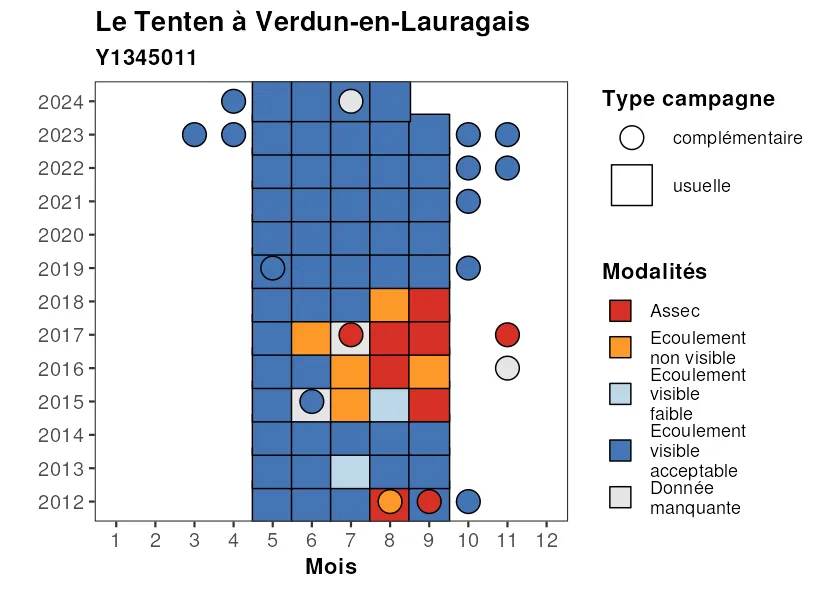 Le Tenten à Verdun-en-Lauragais
Y1345011
2024
2023
2022
2021
2020
2019
2018
2017
2016
2015
2014
2013
2012
1 2 3 4 5 6 7 8 9 10 11 12
Mois
Type campagne
complémentaire
usuelle
Modalités
Assec
Ecoulement
non visible
Ecoulement
visible
faible
Ecoulement
visible
acceptable
Donnée
manquante